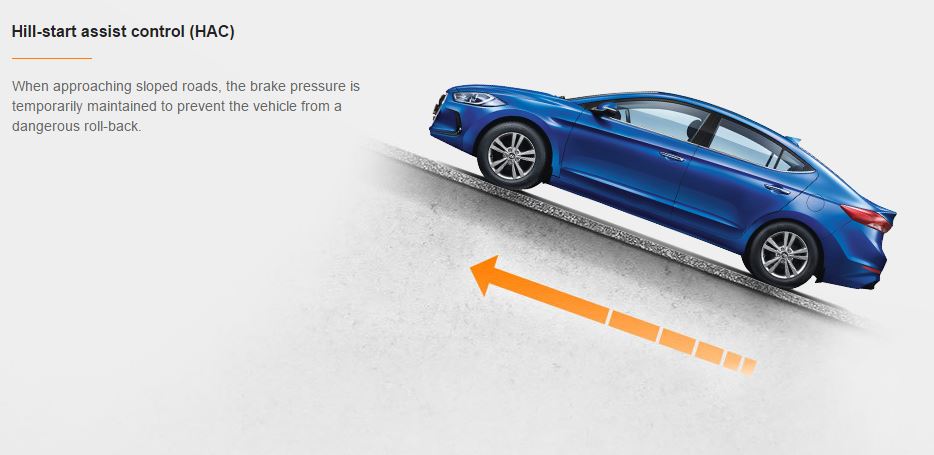 Hill-start assist control (HAC)
When approaching sloped roads, the brake pressure is
temporarily maintained to prevent the vehicle from a
dangerous roll-back.